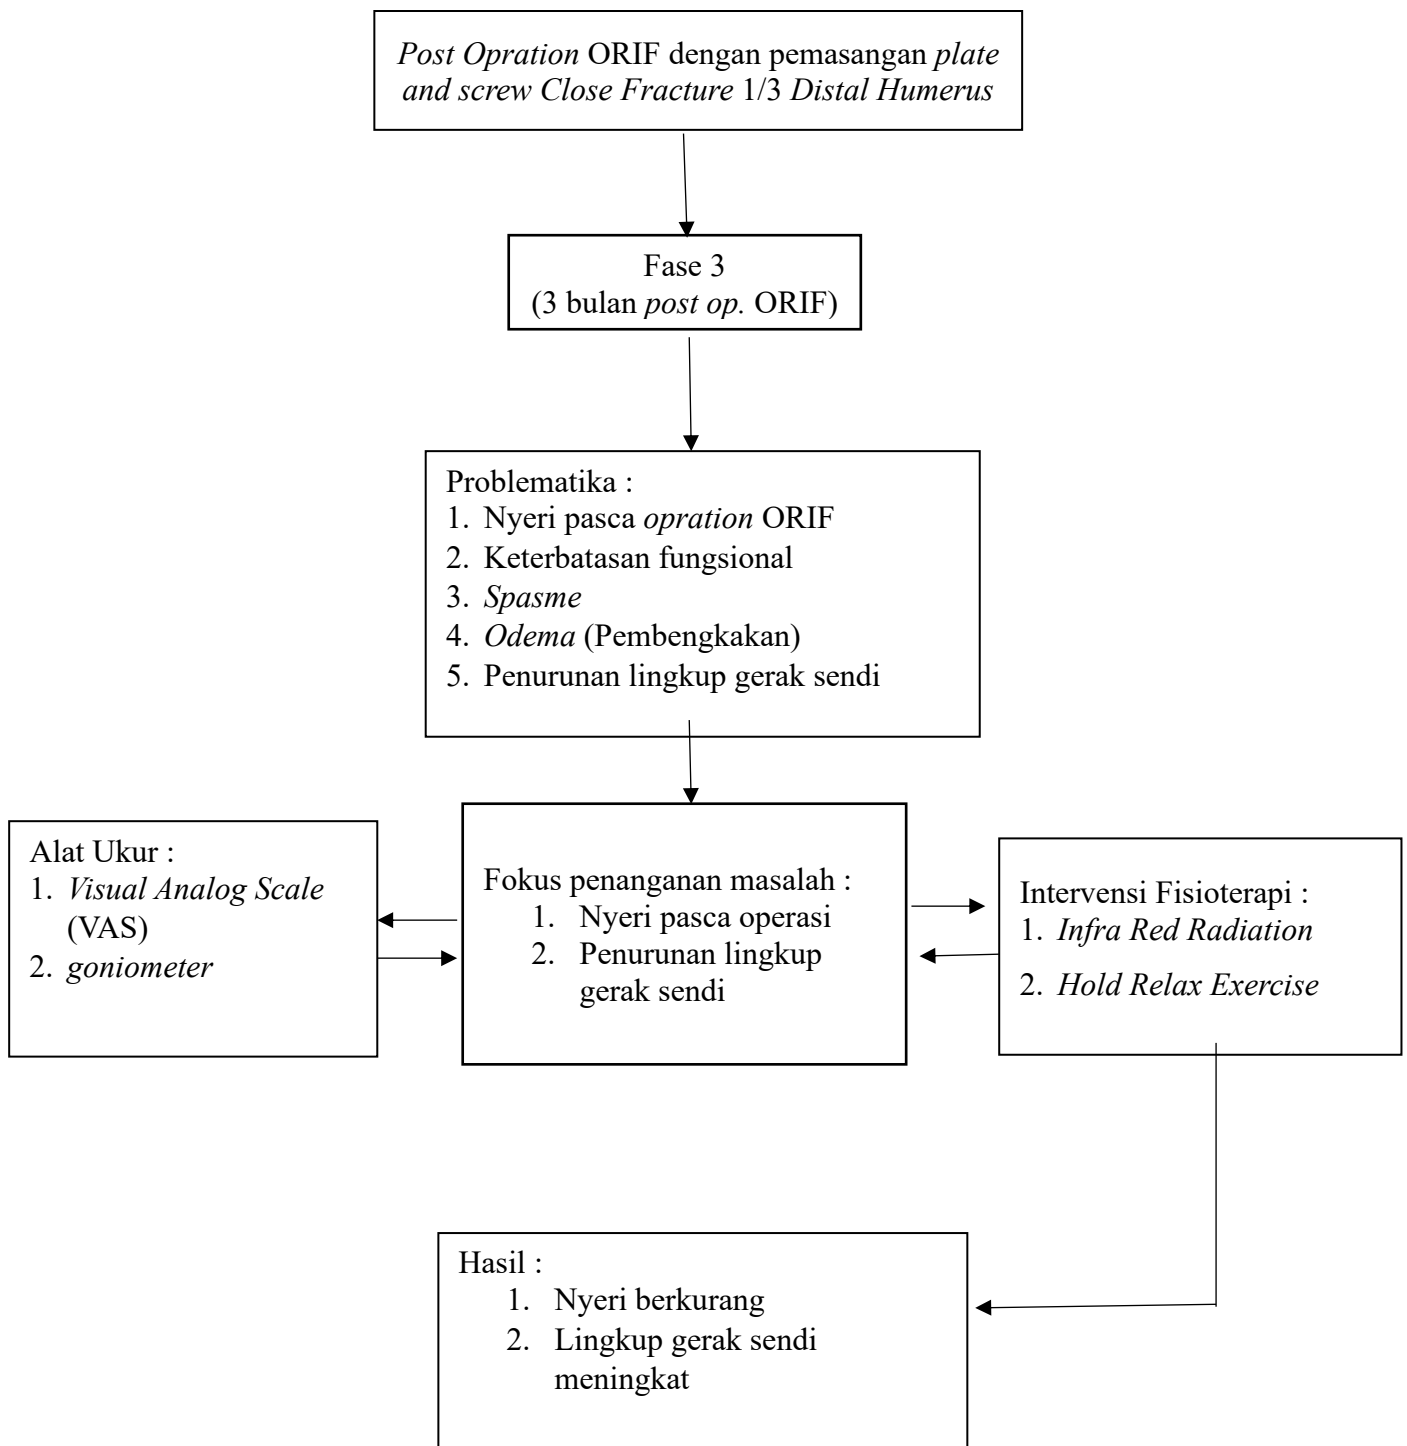 Post Opration ORIF dengan pemasangan plate
and screw Close Fracture 1/3 Distal Humerus
Fase 3
(3 bulan post op. ORIF)
Problematika :
1. Nyeri pasca opration ORIF
2. Keterbatasan fungsional
3. Spasme
4. Odema (Pembengkakan)
5. Penurunan lingkup gerak sendi
Alat Ukur :
1. Visual Analog Scale
(VAS)
2. goniometer
Fokus penanganan masalah :
1. Nyeri pasca operasi
2. Penurunan lingkup
gerak sendi
Intervensi Fisioterapi :
1. Infra Red Radiation
2. Hold Relax Exercise
Hasil :
1. Nyeri berkurang
2. Lingkup gerak sendi
meningkat